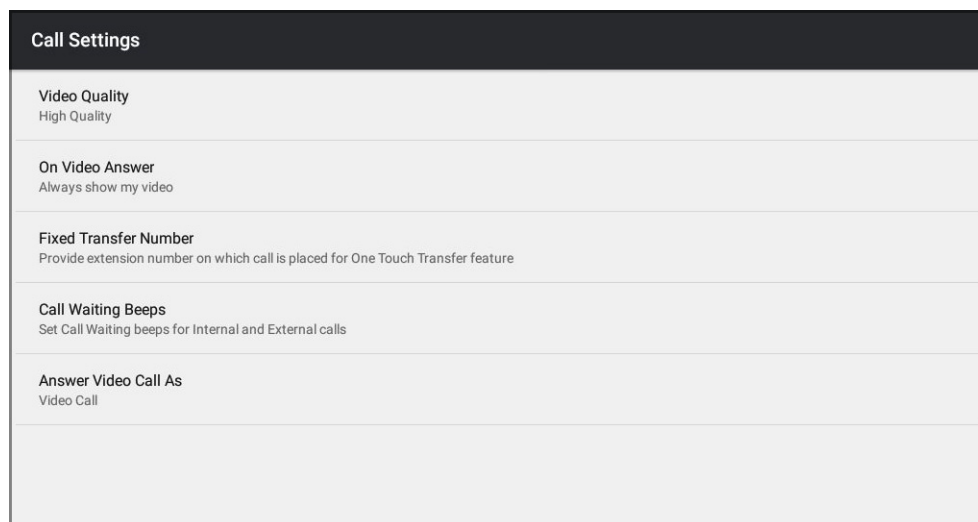 Call Settings
Video Quality
High Quality
On Video Answer
Always show my video
Fixed Transfer Number
Provide extension number on which call is placed for One Touch Transfer feature
Call Waiting Beeps
Set Call Waiting beeps for Internal and External calls
Answer Video Call As
Video Call